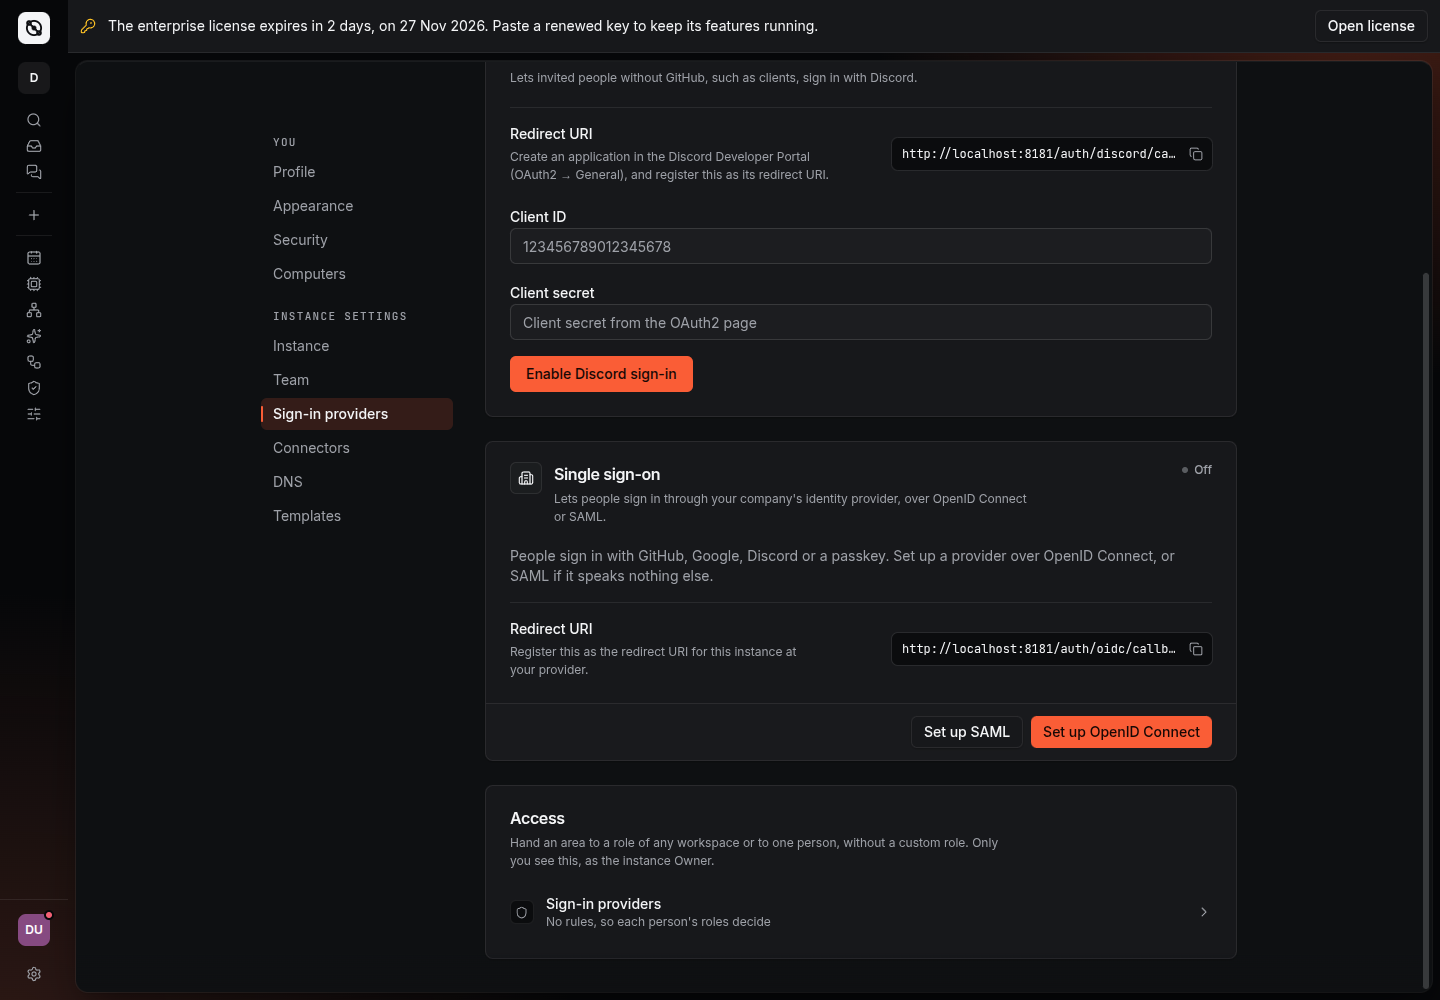 The enterprise license expires in 2 days, on 27 Nov 2026. Paste a renewed key to keep its features running.
Open license
D
YOU
Profile
Appearance
Security
Computers
INSTANCE SETTINGS
Instance
Team
Sign-in providers
Connectors
DNS
Templates
DU
Lets invited people without GitHub, such as clients, sign in with Discord.
Redirect URI
Create an application in the Discord Developer Portal
(OAuth2 → General), and register this as its redirect URI.
http://localhost:8181/auth/discord/ca…
Client ID
123456789012345678
Client secret
Client secret from the OAuth2 page
Enable Discord sign-in
Single sign-on
Off
Lets people sign in through your company's identity provider, over OpenID Connect
or SAML.
People sign in with GitHub, Google, Discord or a passkey. Set up a provider over OpenID Connect, or
SAML if it speaks nothing else.
Redirect URI
Register this as the redirect URI for this instance at
your provider.
http://localhost:8181/auth/oidc/callb…
Set up SAML
Set up OpenID Connect
Access
Hand an area to a role of any workspace or to one person, without a custom role. Only
you see this, as the instance Owner.
Sign-in providers
No rules, so each person's roles decide